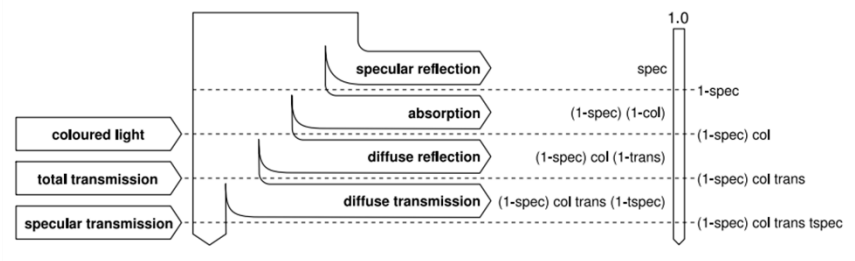 1.0
specular reflection spec
1-spec
absorption (1-spec) (1-col)
coloured light (1-spec) col
diffuse reflection (1-spec) col (1-trans)
total transmission (1-spec) col trans
diffuse transmission (1-spec) col trans (1-tspec)
specular transmission (1-spec) col trans tspec